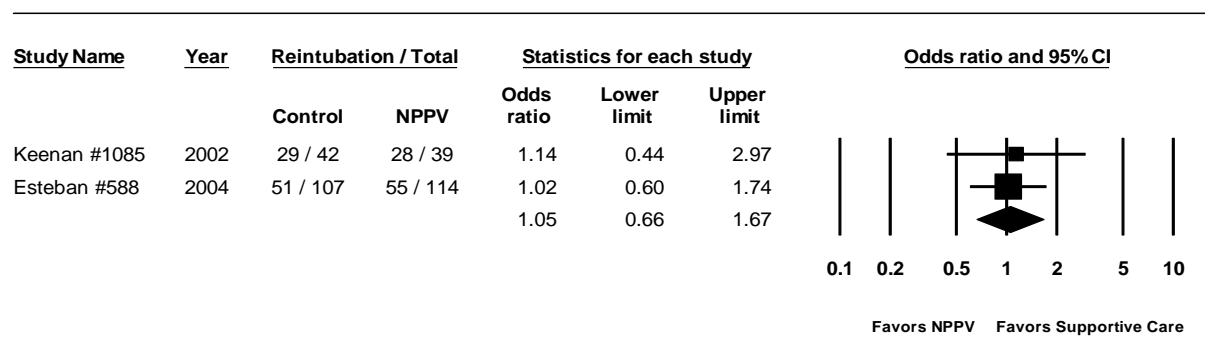 Study Name Year Reintubation / Total Statistics for each study Odds ratio and 95% CI
Control NPPV Odds ratio Lower limit Upper limit
Keenan #1085 2002 29 / 42 28 / 39 1.14 0.44 2.97
Esteban #588 2004 51 / 107 55 / 114 1.02 0.60 1.74
1.05 0.66 1.67
0.1 0.2 0.5 1 2 5 10
Favors NPPV Favors Supportive Care